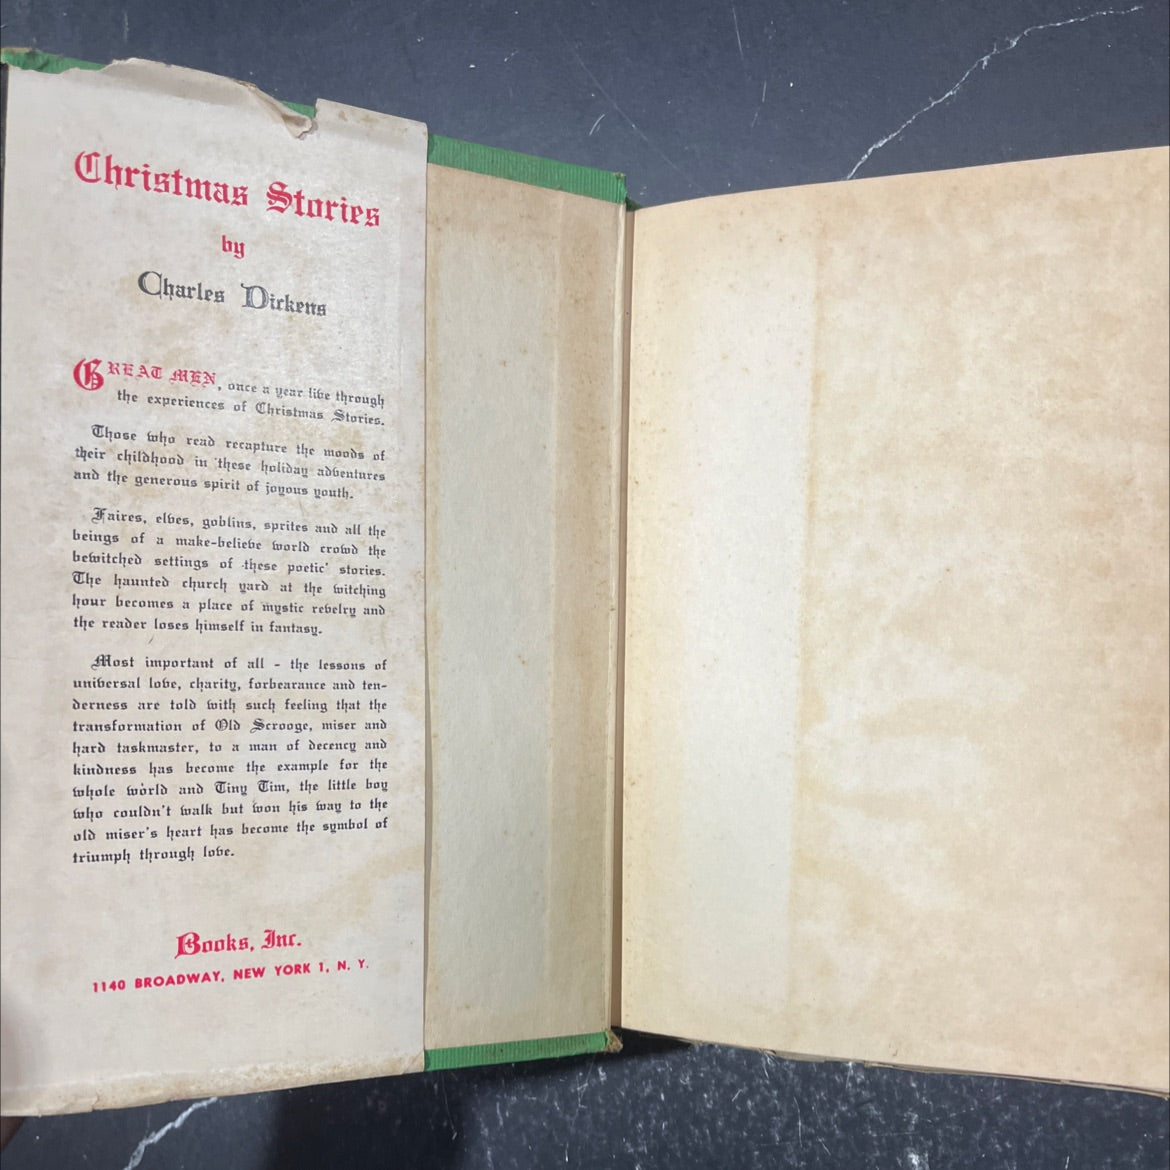 Christmas Stories
by
Charles Dickens
GREAT MEN, once a year live through
the experiences of Christmas Stories.
Those who read recapture the moods of
their childhood in these holiday adventures
and the generous spirit of joyous youth.
Faires, elves, goblins, sprites and all the
beings of a make-believe world crowd the
bewitched settings of these poetic' stories.
The haunted church yard at the witching
hour becomes a place of mystic revelry and
the reader loses himself in fantasy.
Most important of all - the lessons of
universal love, charity, forbearance and ten-
derness are told with such feeling that the
transformation of Old Scrooge, miser and
hard taskmaster, to a man of decency and
kindness has become the example for the
whole world and Tiny Tim, the little boy
who couldn't walk but won his way to the
old miser's heart has become the symbol of
triumph through love.
Books, Inc.
1140 BROADWAY, NEW YORK 1, N. Y.